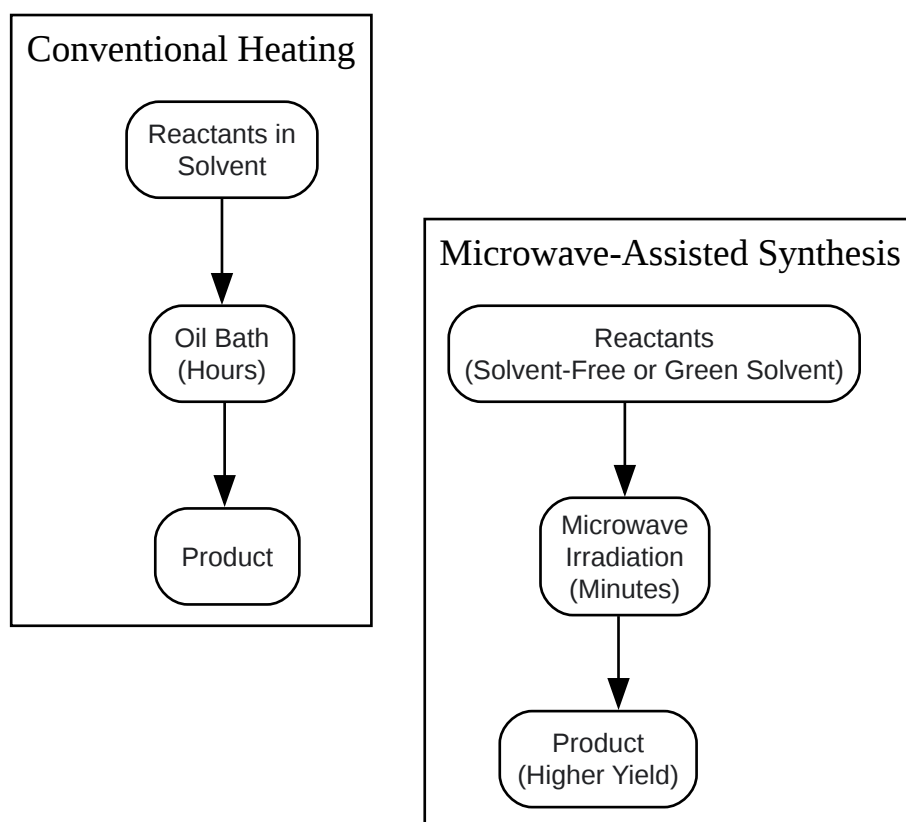 Conventional Heating
Reactants in
Solvent
Oil Bath
(Hours)
Product
Microwave-Assisted Synthesis
Reactants
(Solvent-Free or Green Solvent)
Microwave
Irradiation
(Minutes)
Product
(Higher Yield)